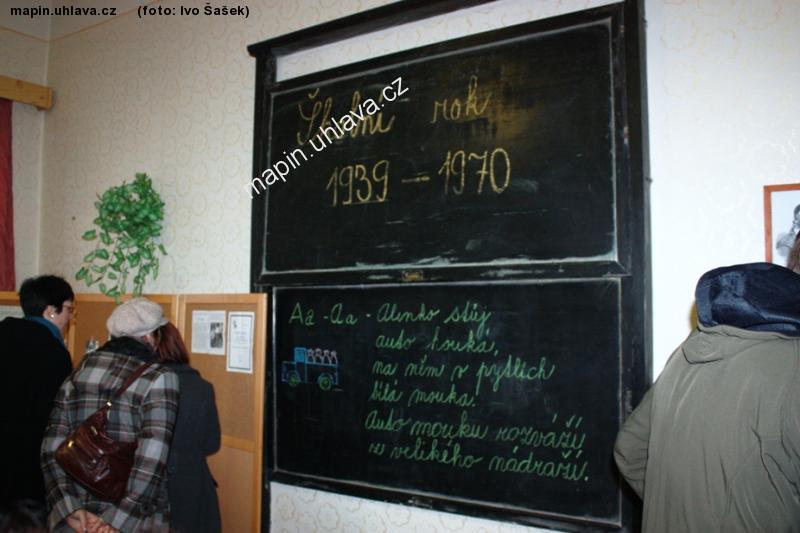 mapin.uhlava.cz (foto: Ivo Šašek)
Školní rok
mapin.uhlava.cz
1939 – 1970
Aa - Aa - Alenko stůj
auto houká,
na něm v pytlích
bílá mouka.
Auto mouku rozváží
z velikého nádraží.